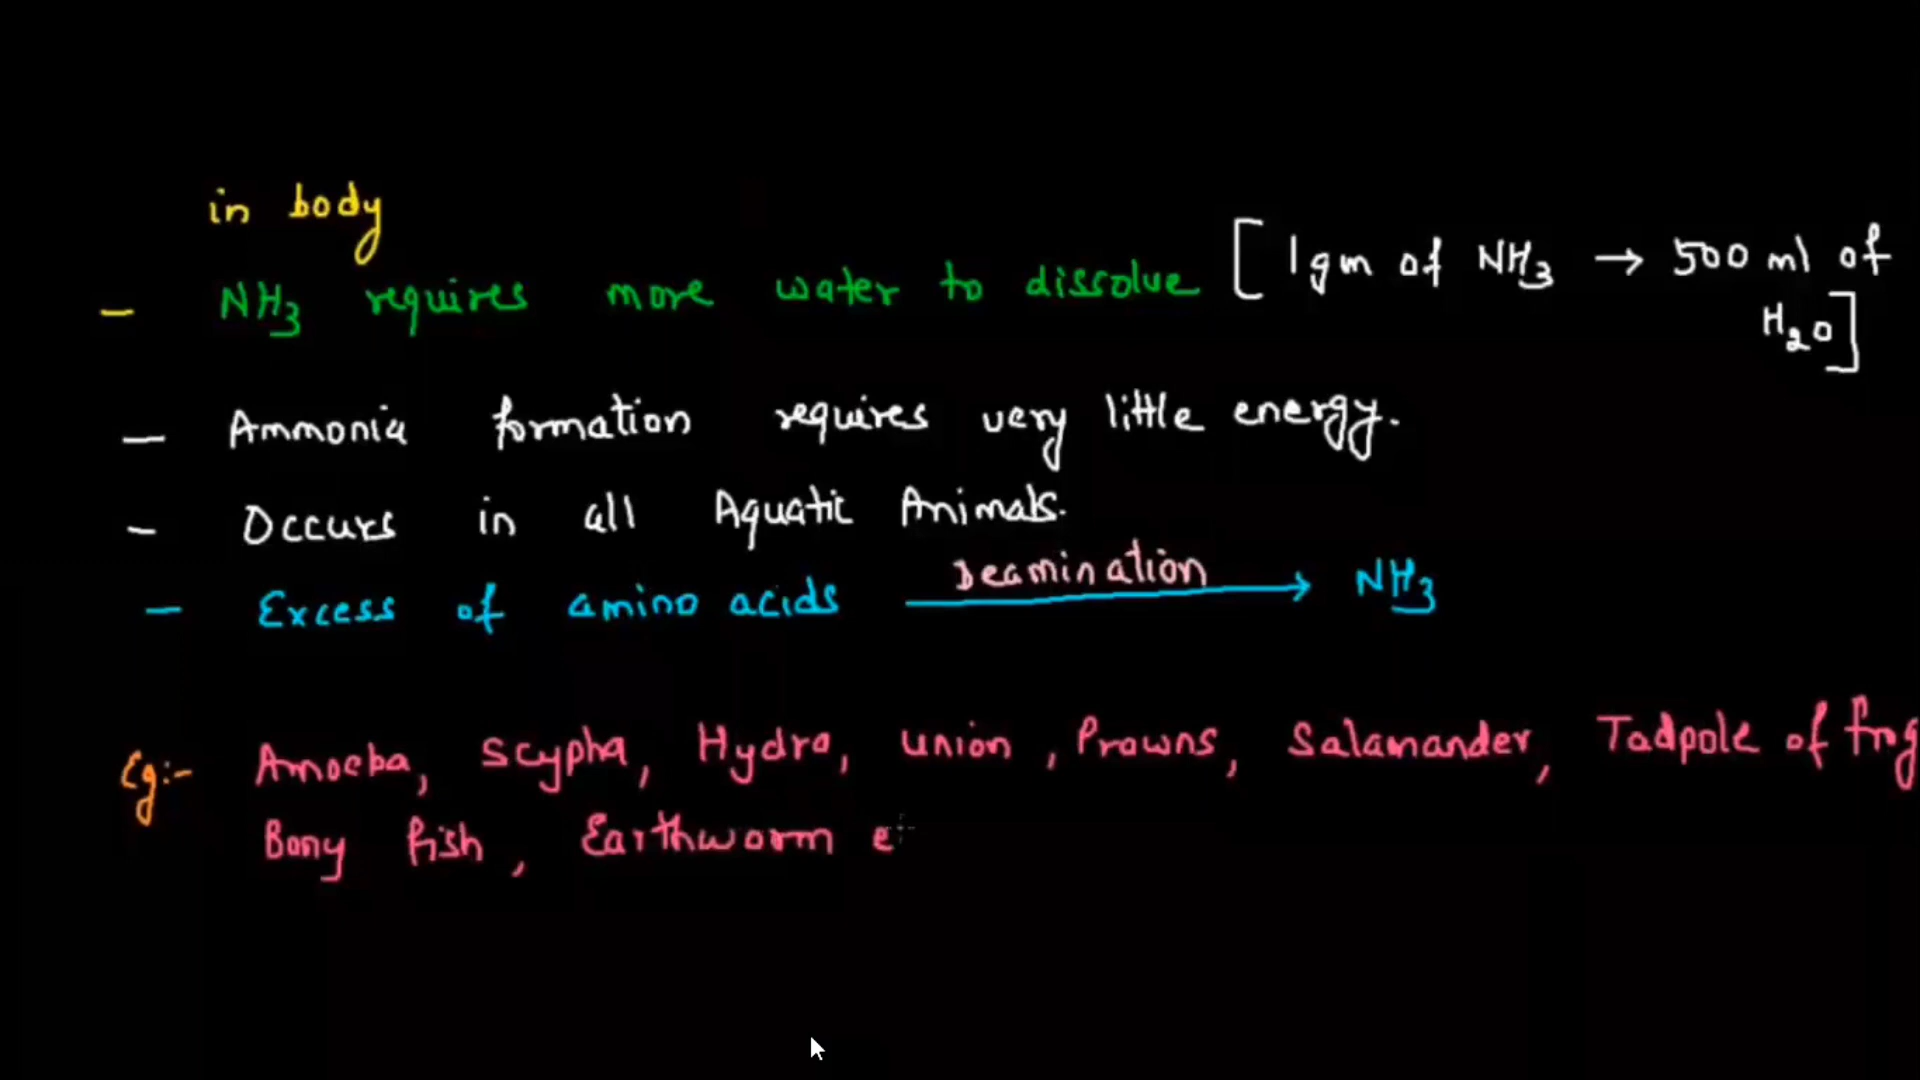 in body
- NH3 requires more water to dissolve [1gm of NH3 → 500 ml of
H2O]
- Ammonia formation requires very little energy.
- Occurs in all Aquatic Animals.
- Excess of amino acids Deamination → NH3
Eg:- Amoeba, Scypha, Hydra, union, Prawns, Salamander, Tadpole of frog
Bony fish, Earthworm e